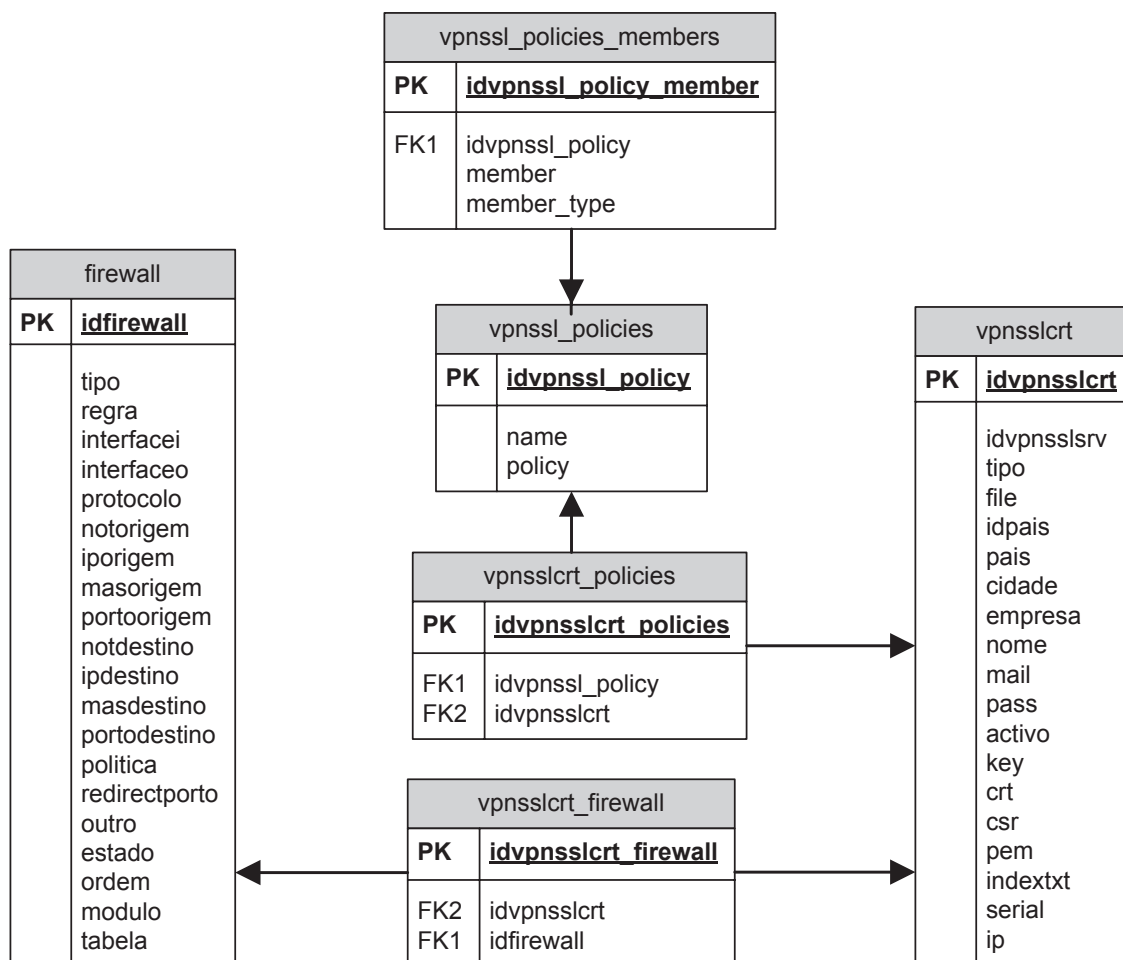 vpnssl_policies_members
PK idvpnssl_policy_member
FK1 idvpnssl_policy
member
member_type
firewall
PK idfirewall
tipo
regra
interfacei
interfaceo
protocolo
notorigem
iporigem
masorigem
portoorigem
notdestino
ipdestino
masdestino
portodestino
politica
redirectporto
outro
estado
ordem
modulo
tabela
vpnssl_policies
PK idvpnssl_policy
name
policy
vpnsslcrt_policies
PK idvpnsslcrt_policies
FK1 idvpnssl_policy
FK2 idvpnsslcrt
vpnsslcrt_firewall
PK idvpnsslcrt_firewall
FK2 idvpnsslcrt
FK1 idfirewall
vpnsslcrt
PK idvpnsslcrt
idvpnsslsrv
tipo
file
idpais
pais
cidade
empresa
nome
mail
pass
activo
key
crt
csr
pem
indextxt
serial
ip